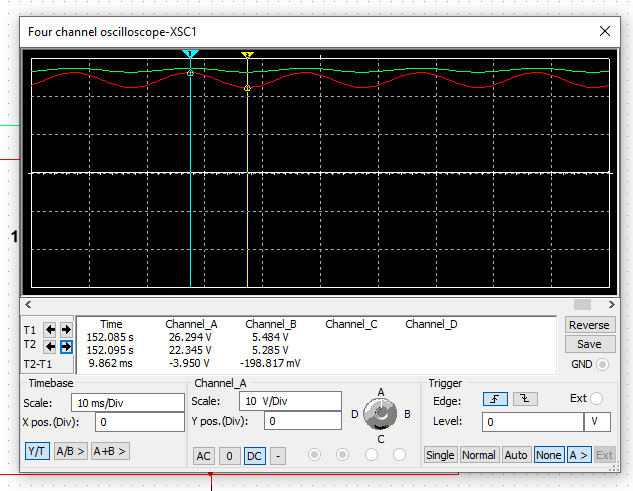 Four channel oscilloscope-XSC1
1 2
1
Time Channel_A Channel_B Channel_C Channel_D
T1 152.085 s 26.294 V 5.484 V
T2 152.095 s 22.345 V 5.285 V
T2-T1 9.862 ms -3.950 V -198.817 mV
Reverse
Save
GND
Timebase
Scale: 10 ms/Div
X pos.(Div): 0
Y/T A/B > A+B >
Channel_A
Scale: 10 V/Div
Y pos.(Div): 0
AC 0 DC -
A
D B
C
Trigger
Edge: Ext
Level: 0 V
Single Normal Auto None A > Ext